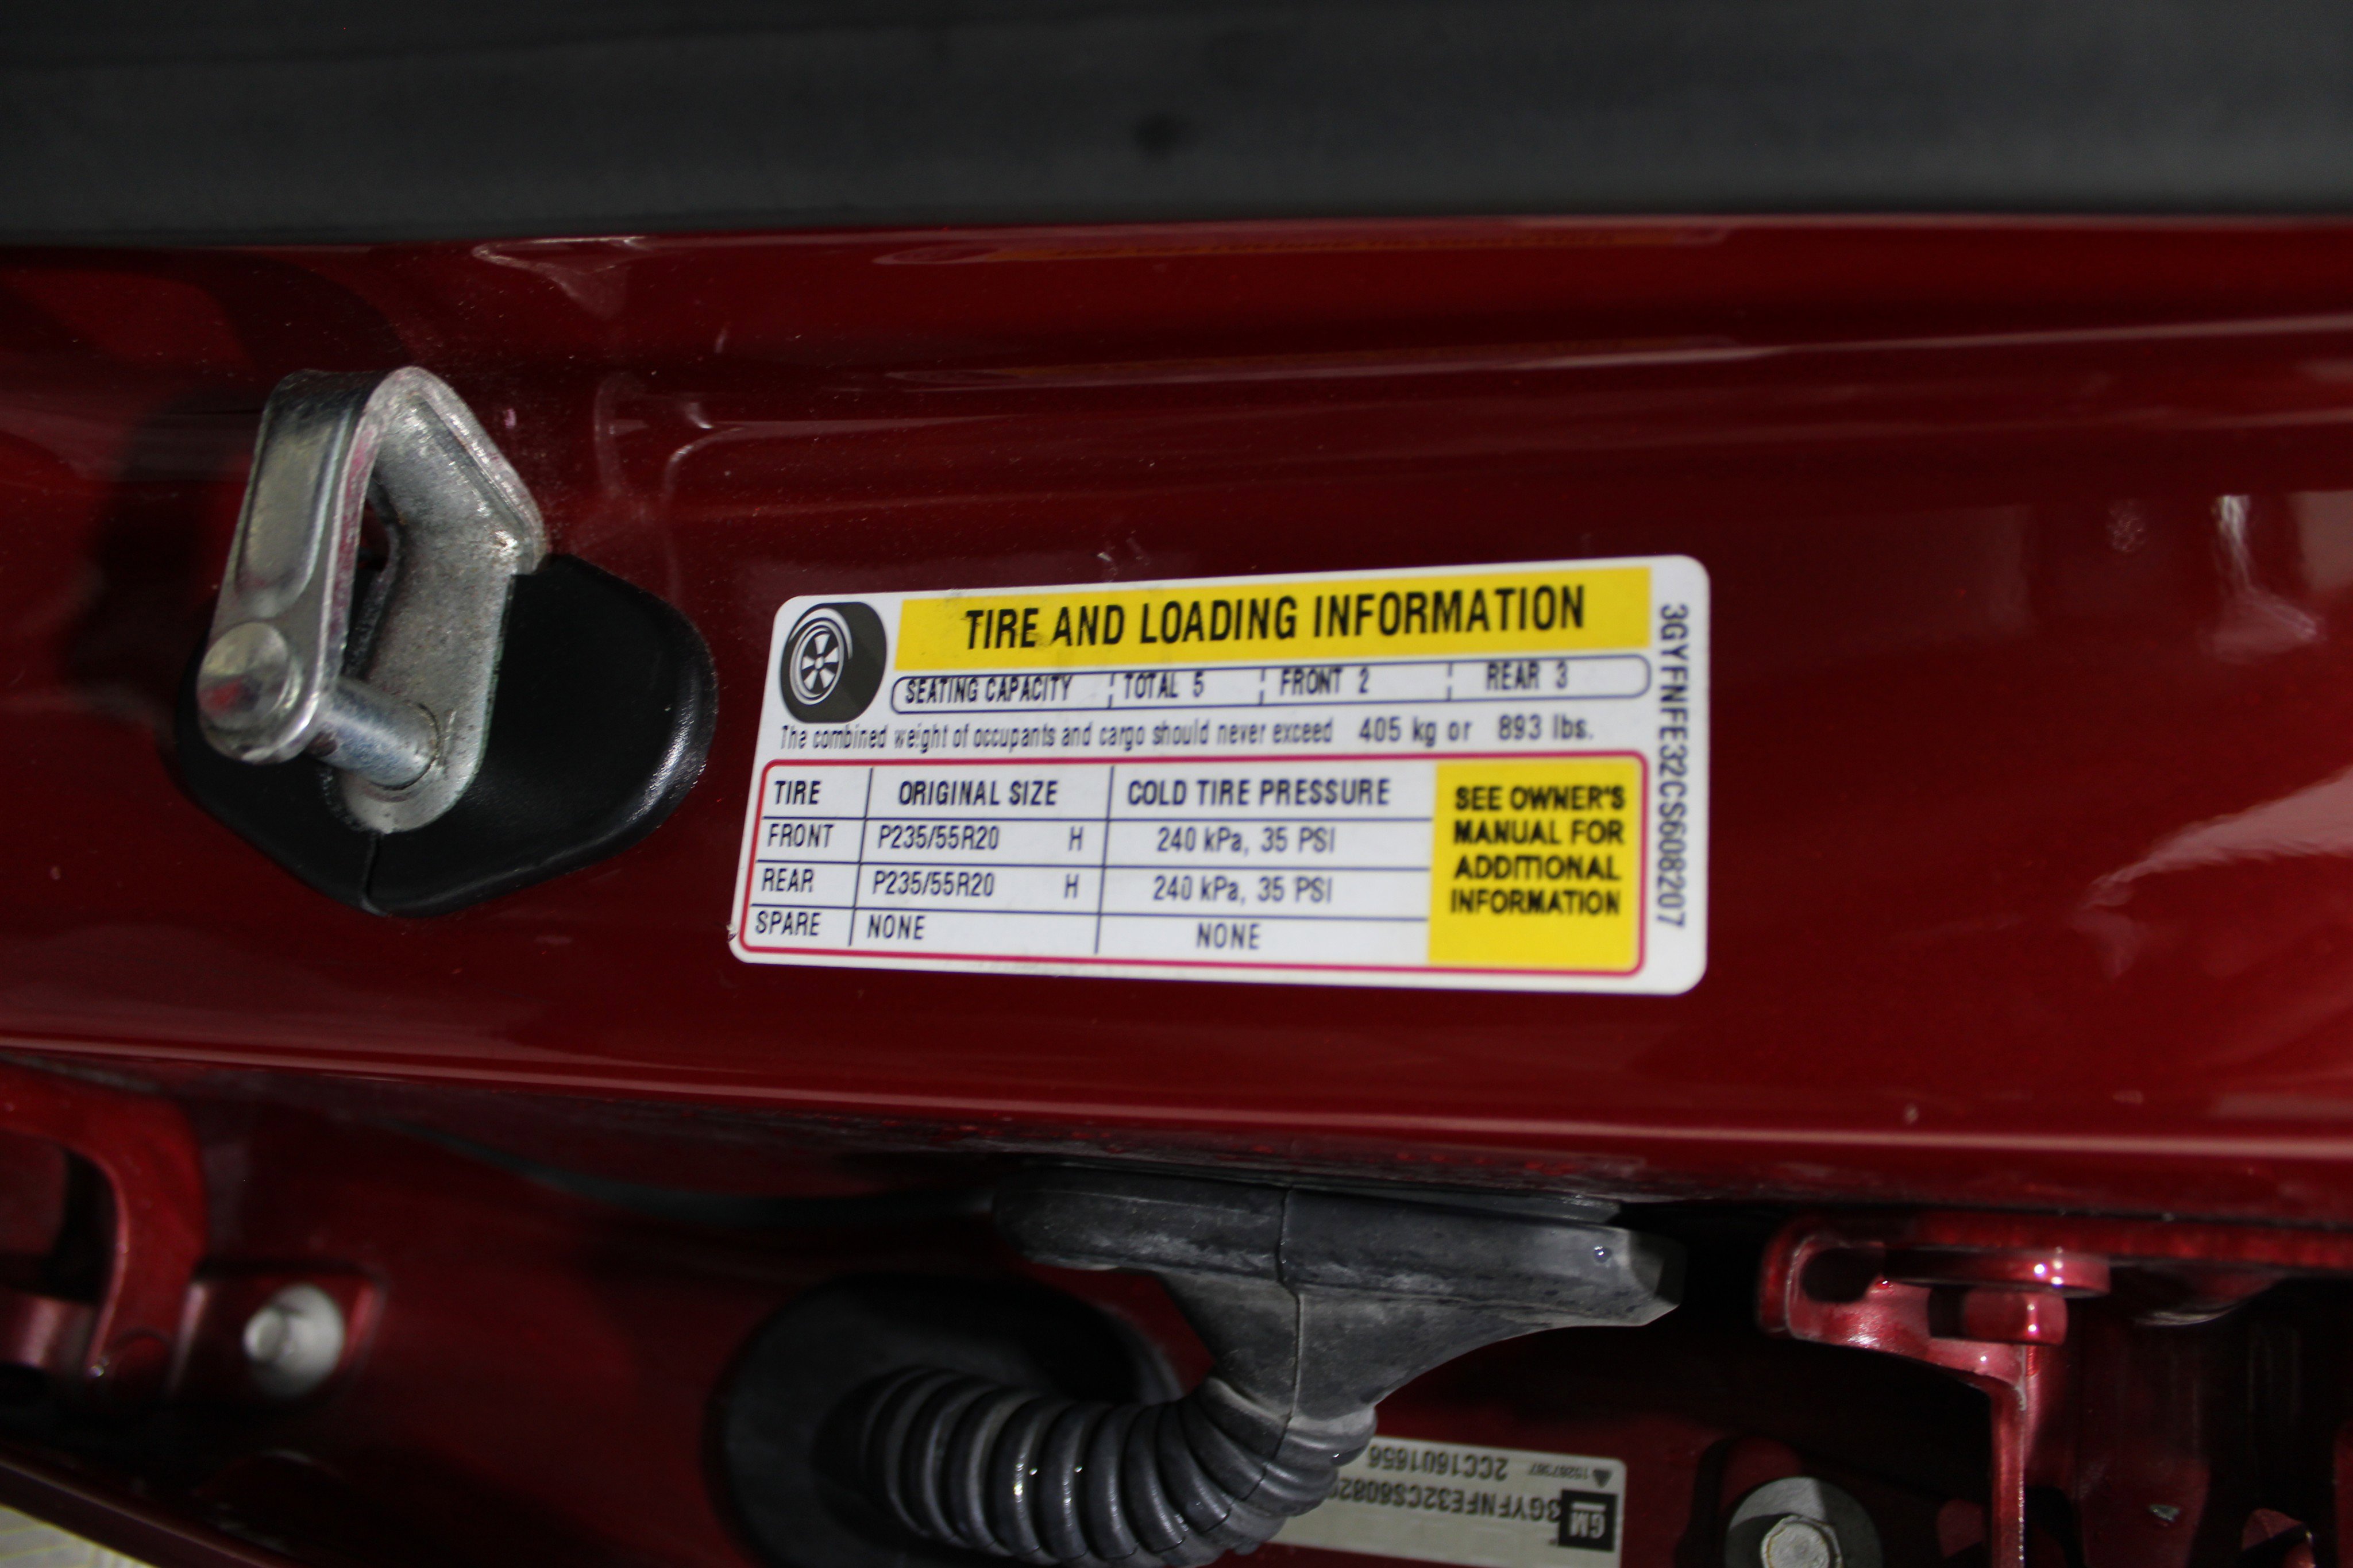 TIRE AND LOADING INFORMATION
SEATING CAPACITY TOTAL 5 FRONT 2 REAR 3
The combined weight of occupants and cargo should never exceed 405 kg or 893 lbs.
TIRE ORIGINAL SIZE COLD TIRE PRESSURE
FRONT P235/55R20 H 240 kPa, 35 PSI
REAR P235/55R20 H 240 kPa, 35 PSI
SPARE NONE NONE
SEE OWNER'S
MANUAL FOR
ADDITIONAL
INFORMATION
3GYFNFE32CS608207
GM